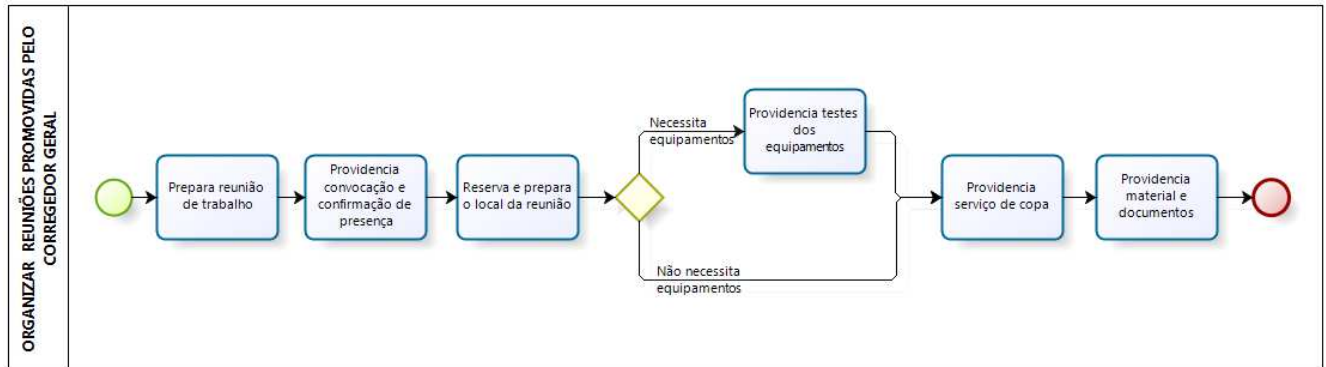 ORGANIZAR REUNIÕES PROMOVIDAS PELO
CORREGEDOR GERAL
Prepara reunião
de trabalho
Providencia
convocação e
confirmação de
presença
Reserva e prepara
o local da reunião
Necessita
equipamentos
Providencia testes
dos
equipamentos
Não necessita
equipamentos
Providencia
serviço de copa
Providencia
material e
documentos